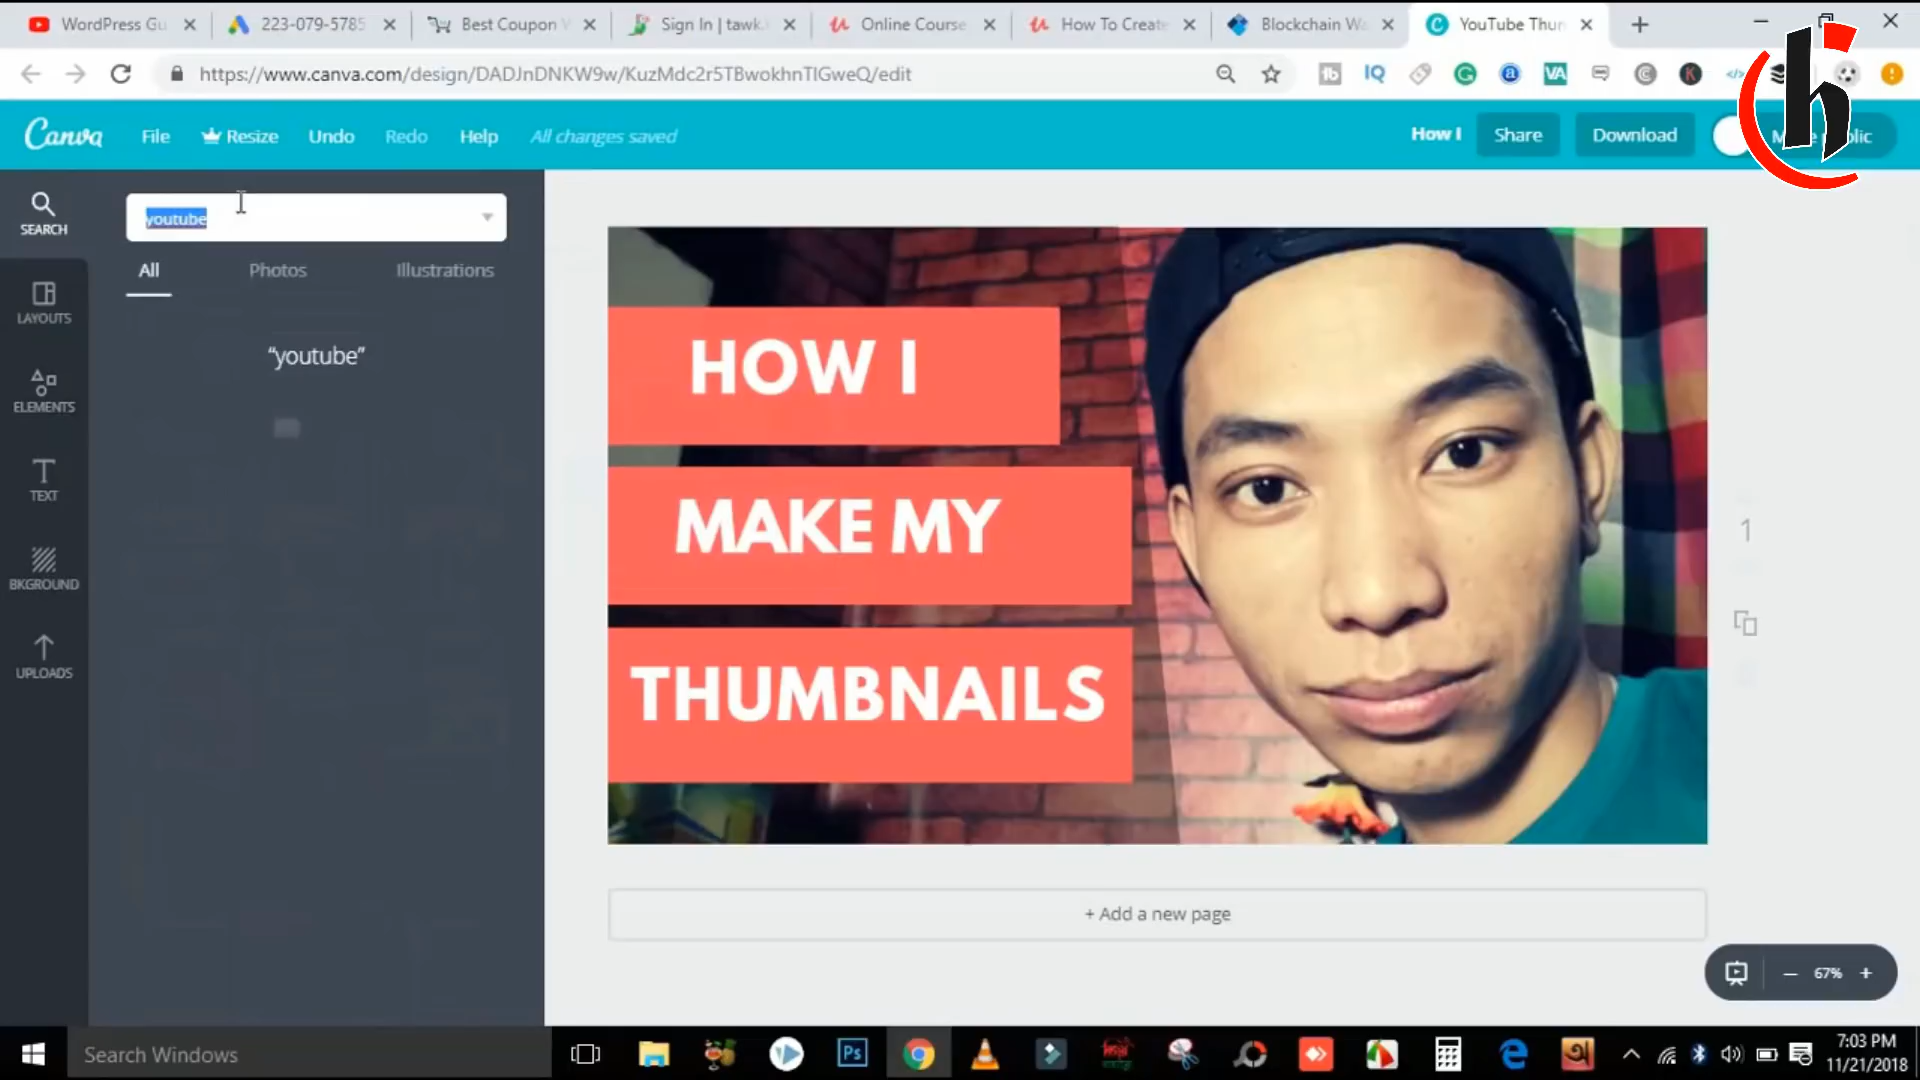 WordPress Gu
223-079-5785
Best Coupon
Sign In | tawk.
Online Course
How To Create
Blockchain Wa
YouTube Thun
https://www.canva.com/design/DADJnDNKW9w/KuzMdc2r5TBwokhnTlGweQ/edit
Canva
File
Resize
Undo
Redo
Help
All changes saved
How I
Share
Download
SEARCH
youtube
All
Photos
Illustrations
LAYOUTS
"youtube"
ELEMENTS
TEXT
BKGROUND
UPLOADS
HOW I
MAKE MY
THUMBNAILS
1
+ Add a new page
67%
Search Windows
7:03 PM
11/21/2018